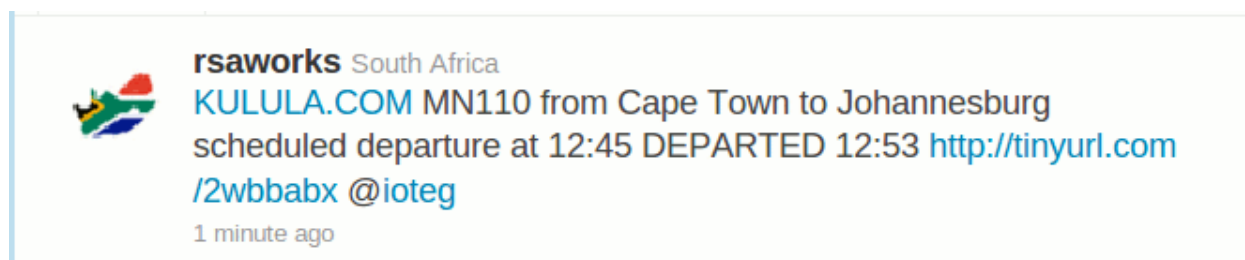 rsaworks South Africa
KULULA.COM MN110 from Cape Town to Johannesburg
scheduled departure at 12:45 DEPARTED 12:53 http://tinyurl.com
/2wbbabx @ioteg
1 minute ago